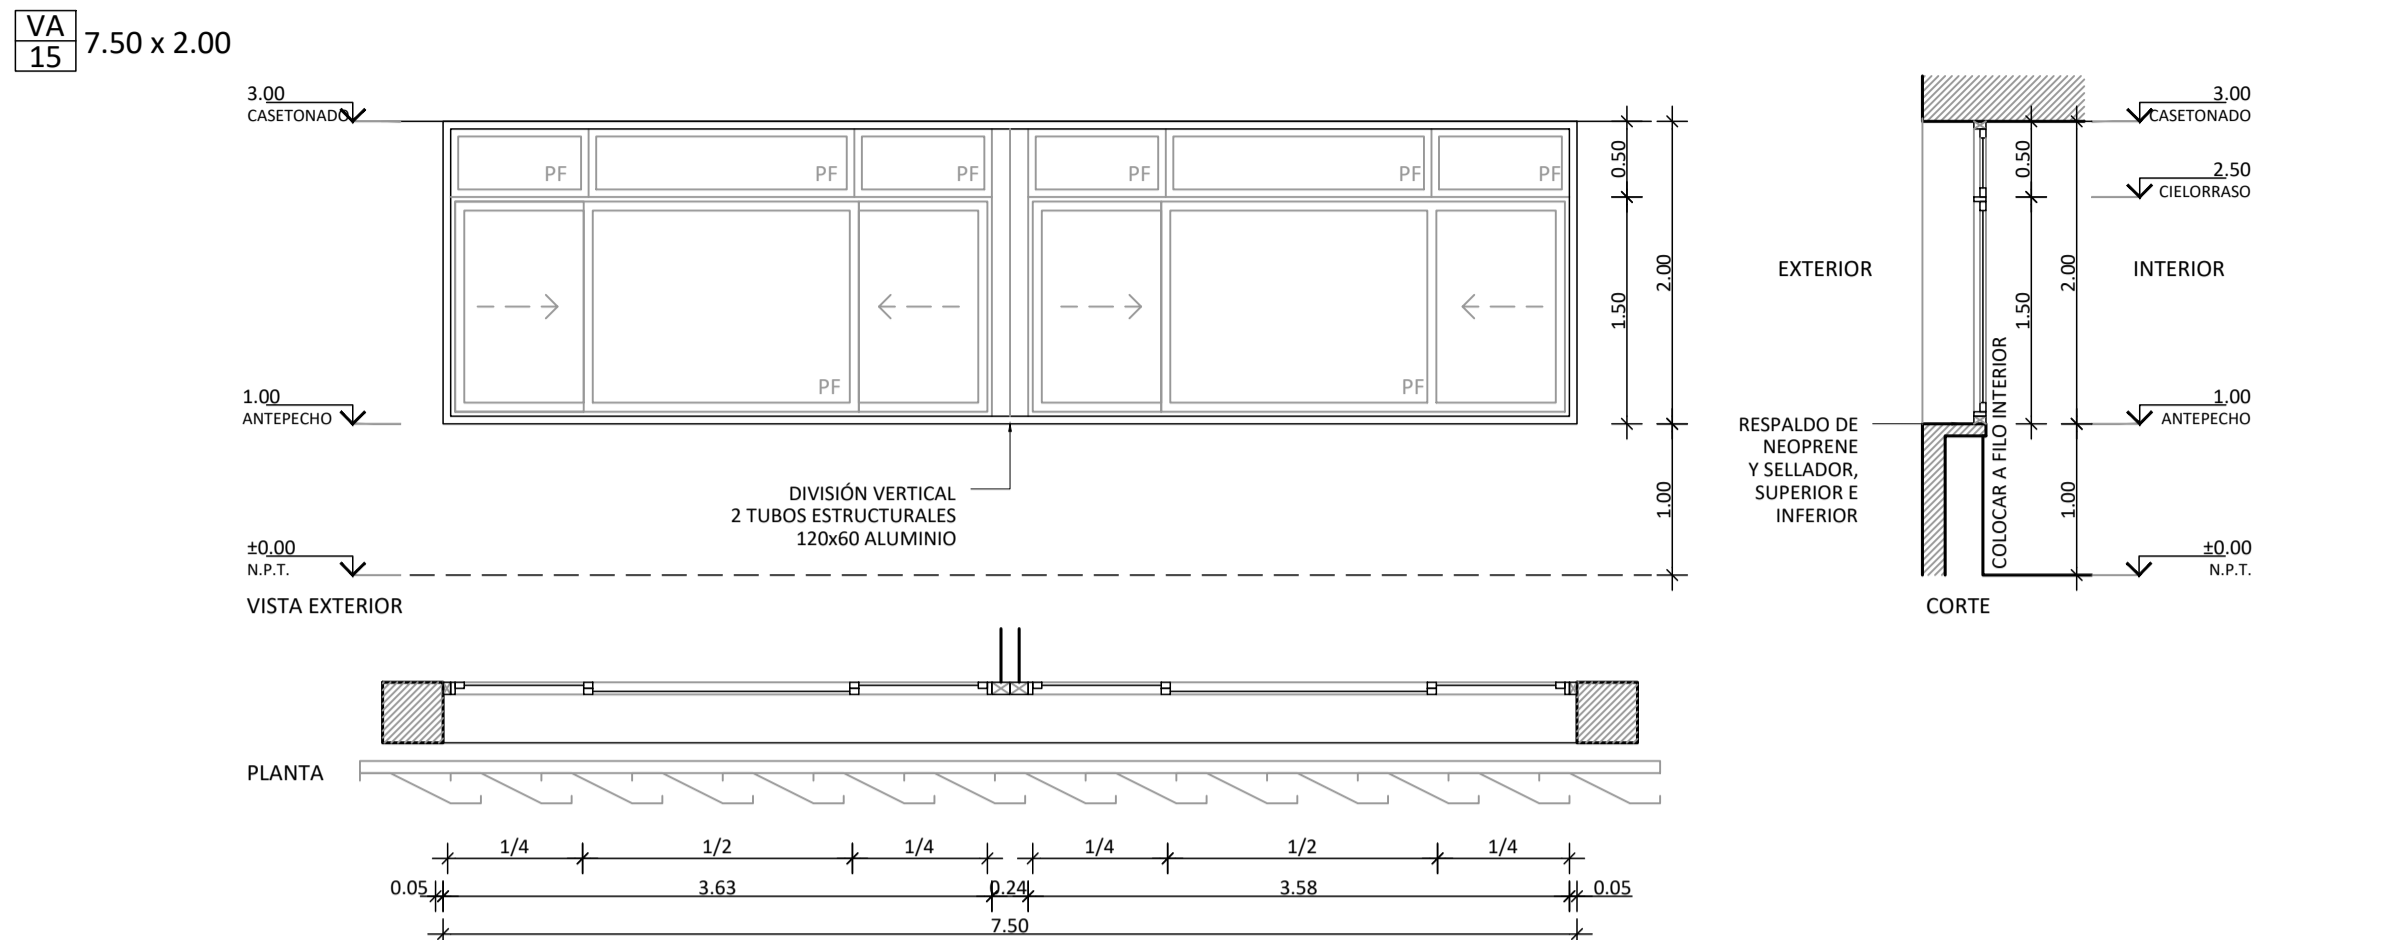 VA
15
7.50 x 2.00
3.00
CASETONADO
1.00
ANTEPECHO
±0.00
N.P.T.
VISTA EXTERIOR
PF
PF
PF
PF
PF
PF
PF
PF
DIVISIÓN VERTICAL
2 TUBOS ESTRUCTURALES
120x60 ALUMINIO
0.50
1.50
2.00
1.00
EXTERIOR
INTERIOR
RESPALDO DE
NEOPRENE
Y SELLADOR,
SUPERIOR E
INFERIOR
COLOCAR A FILO INTERIOR
0.50
1.50
2.00
1.00
3.00
CASETONADO
2.50
CIELORRASO
1.00
ANTEPECHO
±0.00
N.P.T.
CORTE
PLANTA
1/4
1/2
1/4
1/4
1/2
1/4
0.05
3.63
0.24
3.58
0.05
7.50